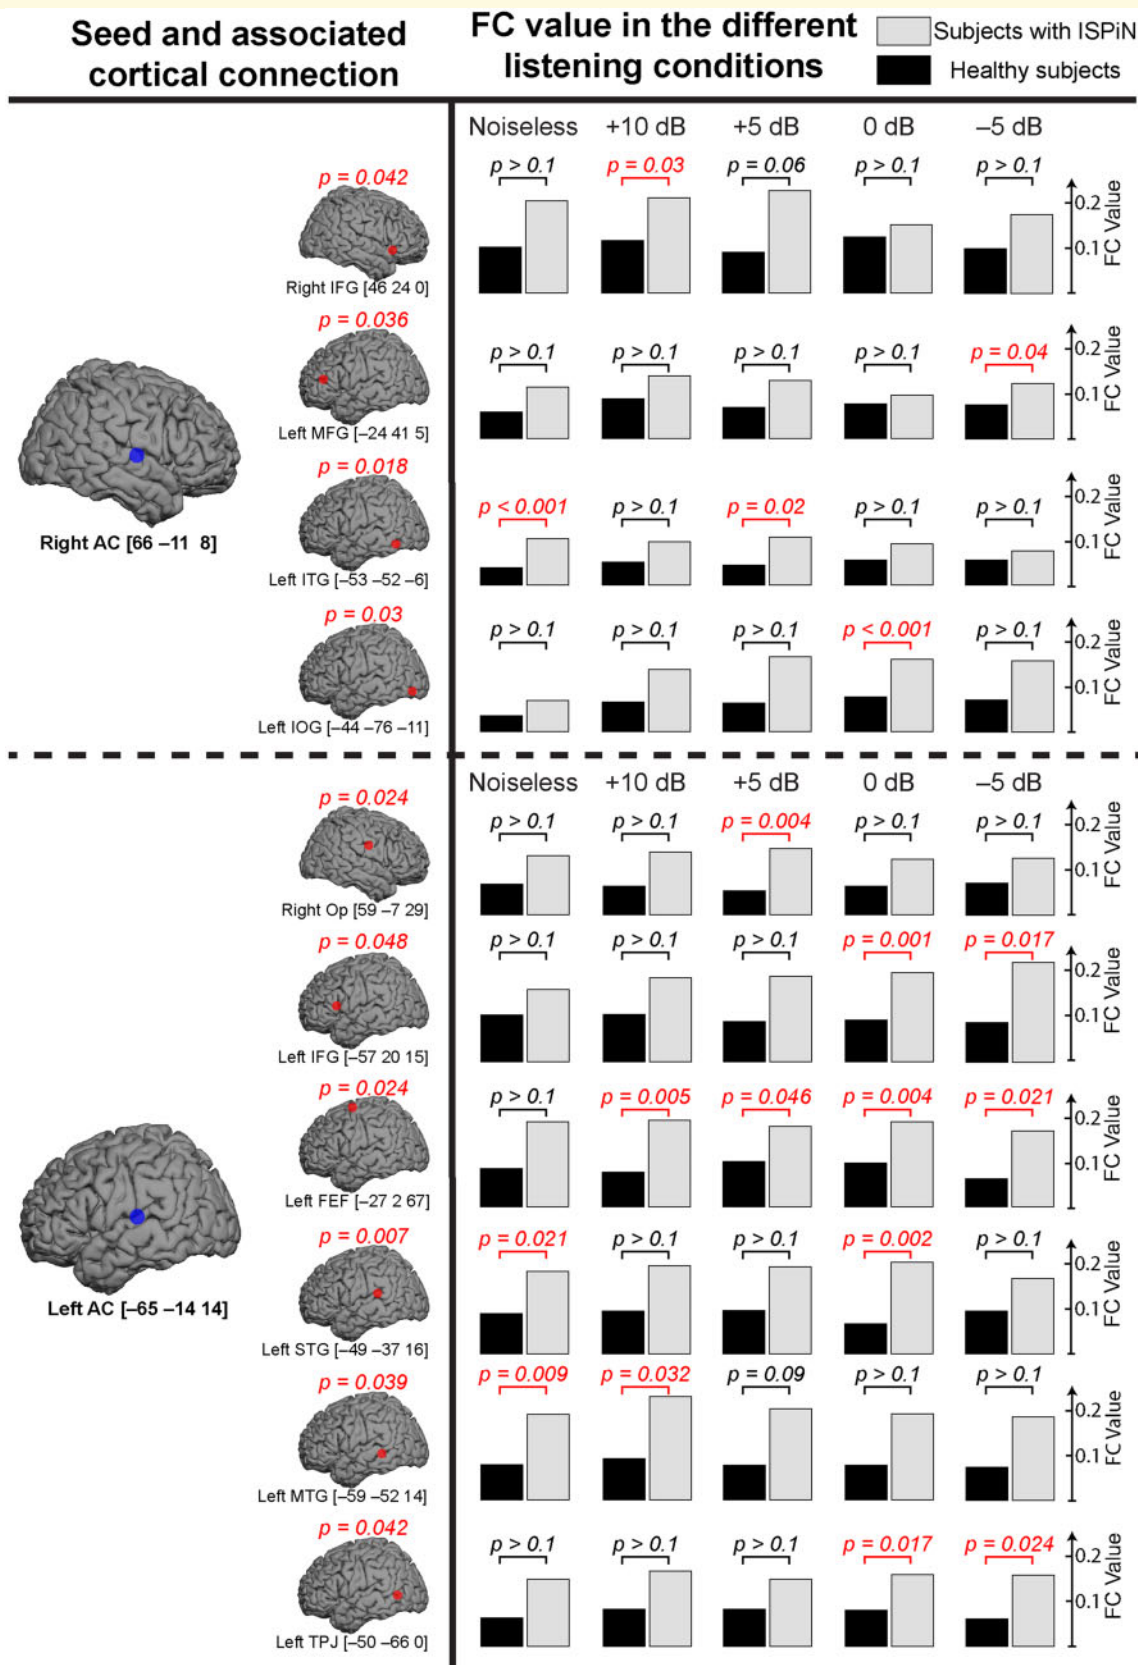 Seed and associated
cortical connection
FC value in the different
listening conditions
Subjects with ISPiN
Healthy subjects
Noiseless +10 dB +5 dB 0 dB –5 dB
p = 0.042
p > 0.1 p = 0.03 p = 0.06 p > 0.1 p > 0.1
0.2
0.1
FC Value
Right IFG [46 24 0]
p = 0.036
p > 0.1 p > 0.1 p > 0.1 p > 0.1 p = 0.04
0.2
0.1
FC Value
Left MFG [–24 41 5]
p = 0.018
p < 0.001 p > 0.1 p = 0.02 p > 0.1 p > 0.1
0.2
0.1
FC Value
Right AC [66 –11 8]
Left ITG [–53 –52 –6]
p = 0.03
p > 0.1 p > 0.1 p > 0.1 p < 0.001 p > 0.1
0.2
0.1
FC Value
Left IOG [–44 –76 –11]
Noiseless +10 dB +5 dB 0 dB –5 dB
p = 0.024
p > 0.1 p > 0.1 p = 0.004 p > 0.1 p > 0.1
0.2
0.1
FC Value
Right Op [59 –7 29]
p = 0.048
p > 0.1 p > 0.1 p > 0.1 p = 0.001 p = 0.017
0.2
0.1
FC Value
Left IFG [–57 20 15]
p = 0.024
p > 0.1 p = 0.005 p = 0.046 p = 0.004 p = 0.021
0.2
0.1
FC Value
Left FEF [–27 2 67]
p = 0.007
p = 0.021 p > 0.1 p > 0.1 p = 0.002 p > 0.1
0.2
0.1
FC Value
Left AC [–65 –14 14]
Left STG [–49 –37 16]
p = 0.039
p = 0.009 p = 0.032 p = 0.09 p > 0.1 p > 0.1
0.2
0.1
FC Value
Left MTG [–59 –52 14]
p = 0.042
p > 0.1 p > 0.1 p > 0.1 p = 0.017 p = 0.024
0.2
0.1
FC Value
Left TPJ [–50 –66 0]